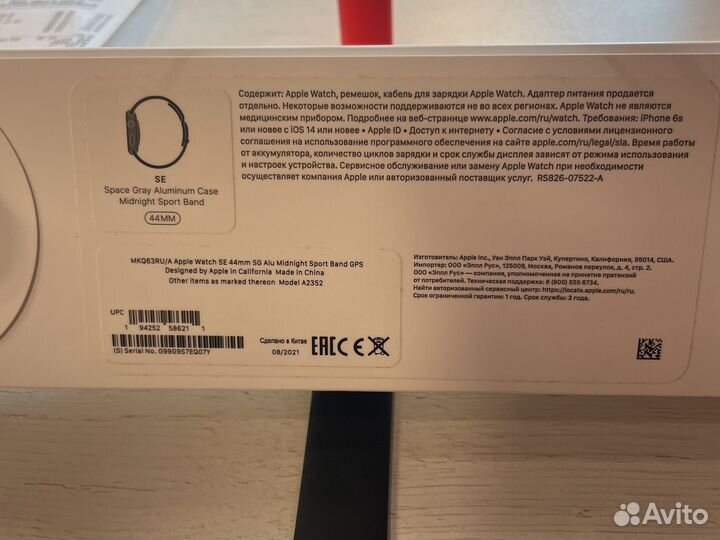 Содержит: Apple Watch, ремешок, кабель для зарядки Apple Watch. Адаптер питания продается
отдельно. Некоторые возможности поддерживаются не во всех регионах. Apple Watch не являются
медицинским прибором. Подробнее на веб-странице www.apple.com/ru/watch. Требования: iPhone 6s
или новее с iOS 14 или новее • Apple ID • Доступ к интернету • Согласие с условиями лицензионного
соглашения на использование программного обеспечения на сайте apple.com/ru/legal/sla. Время работы
от аккумулятора, количество циклов зарядки и срок службы дисплея зависят от режима использования
и настроек устройства. Сервисное обслуживание или замену Apple Watch при необходимости
осуществляет компания Apple или авторизованный поставщик услуг. RS826-07522-A
SE
Space Gray Aluminum Case
Midnight Sport Band
44MM
MKQ63RU/A Apple Watch SE 44mm SG Alu Midnight Sport Band GPS
Designed by Apple in California Made in China
Other items as marked thereon Model A2352
UPC
1 94252 58621 1
(S) Serial No. G99G9S7EQ07Y
Сделано в Китае
08/2021
EAC CE
Изготовитель: Apple Inc., Уан Эппл Парк Уэй, Купертино, Калифорния, 95014, США.
Импортер: ООО «Эппл Рус», 125009, Москва, Романов переулок, д. 4, стр. 2.
ООО «Эппл Рус» — компания, уполномоченная на принятие претензий
от потребителей. Техническая поддержка: 8 (800) 555 6734.
Найти авторизованный сервисный центр: https://locate.apple.com/ru/ru.
Срок ограниченной гарантии: 1 год. Срок службы: 3 года.
Avito